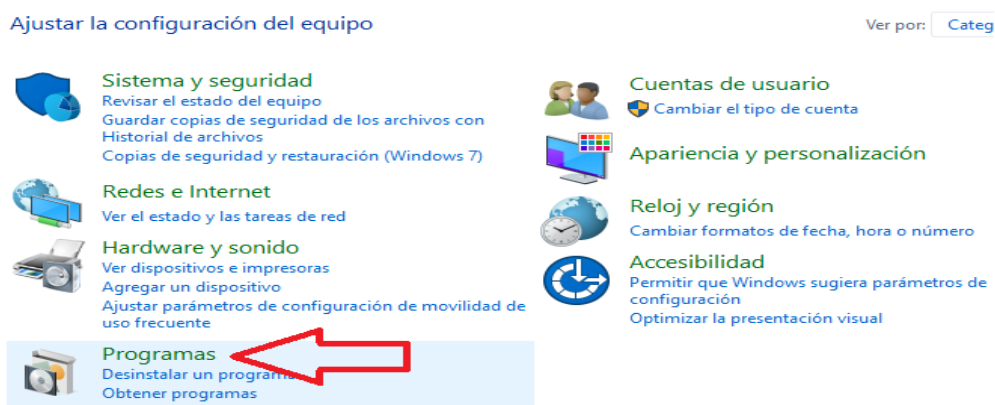 Ajustar la configuración del equipo
Ver por:
Sistema y seguridad
Revisar el estado del equipo
Guardar copias de seguridad de los archivos con
Historial de archivos
Copias de seguridad y restauración (Windows 7)
Redes e Internet
Ver el estado y las tareas de red
Hardware y sonido
Ver dispositivos e impresoras
Agregar un dispositivo
Ajustar parámetros de configuración de movilidad de
uso frecuente
Programas
Desinstalar un
Obtener programas
Cuentas de usuario
Cambiar el tipo de cuenta
Apariencia y personalización
Reloj y región
Cambiar formatos de fecha, hora o número
Accesibilidad
Permitir que Windows sugiera parámetros de
configuración
Optimizar la presentación visual